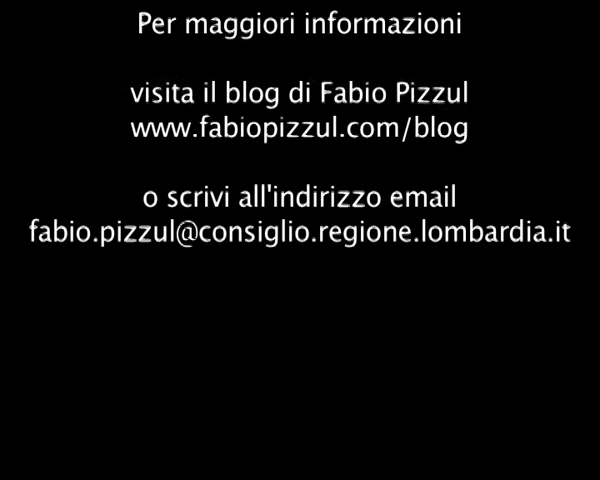 Per maggiori informazioni
visita il blog di Fabio Pizzul
www.fabiopizzul.com/blog
o scrivi all'indirizzo email
fabio.pizzul@consiglio.regione.lombardia.it